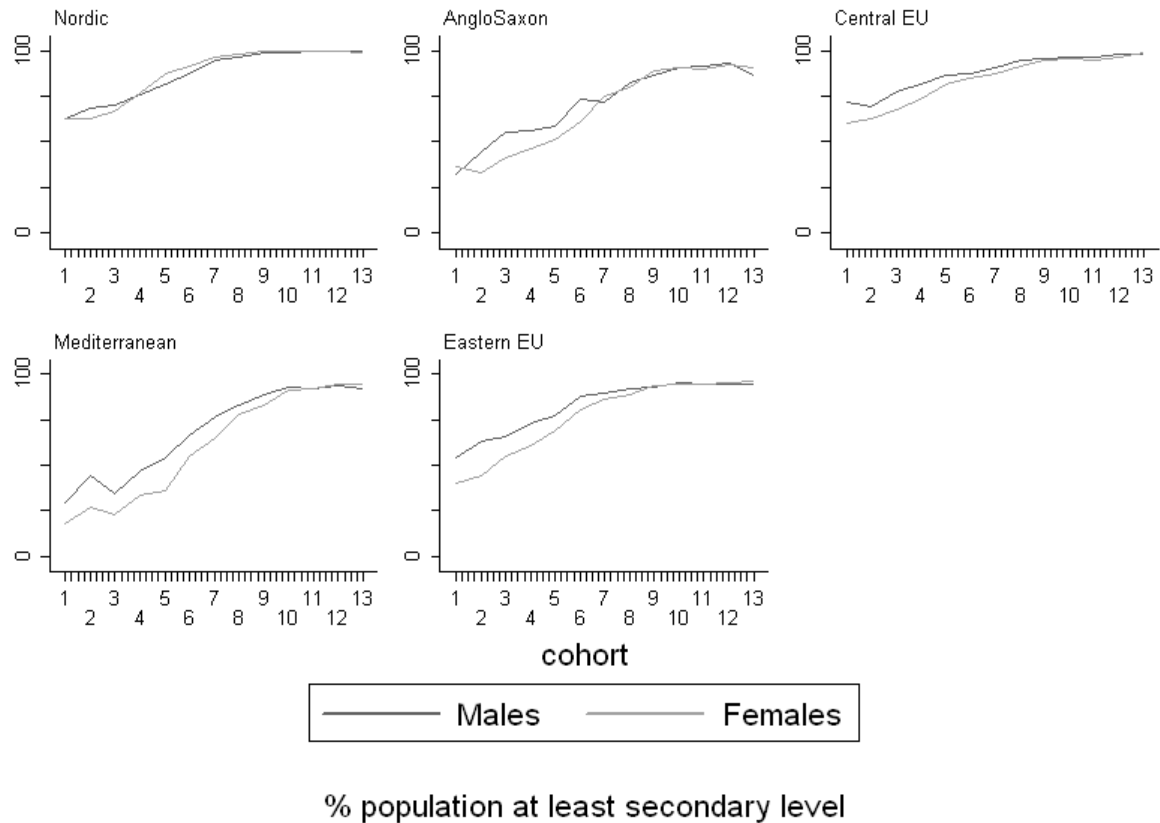 Nordic
AngloSaxon
Central EU
100
0
1 3 5 7 9 11 13
2 4 6 8 10 12
100
0
1 3 5 7 9 11 13
2 4 6 8 10 12
100
0
1 3 5 7 9 11 13
2 4 6 8 10 12
Mediterranean
Eastern EU
100
0
1 3 5 7 9 11 13
2 4 6 8 10 12
100
0
1 3 5 7 9 11 13
2 4 6 8 10 12
cohort
Males Females
% population at least secondary level